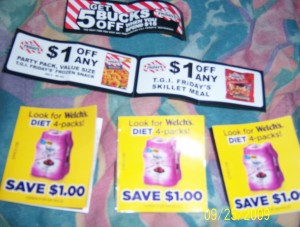 GET
5 BUCKS
OFF
$1 OFF
ANY
PARTY PACK, VALUE SIZE
T.G.I. FRIDAY'S FROZEN SNACK
$1 OFF
ANY
T.G.I. FRIDAY'S
SKILLET MEAL
Look for Welch's
DIET 4-packs!
SAVE $1.00
Look for Welch's
DIET 4-packs!
SAVE $1.00
Look for Welch's
DIET 4-packs!
SAVE $1.00
09/25/2009